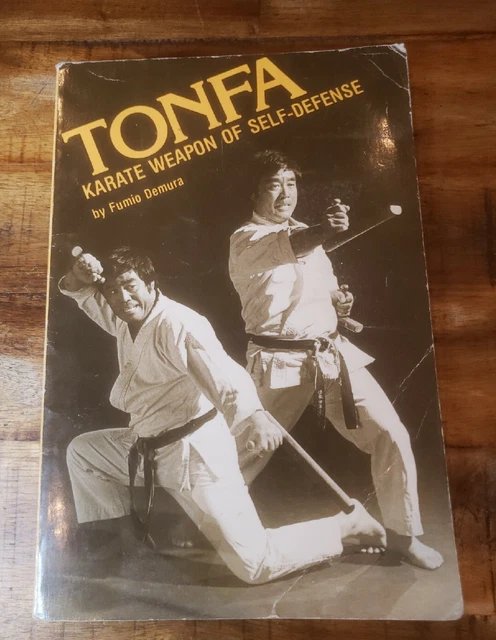 TONFA
KARATE WEAPON OF SELF-DEFENSE
by Fumio Demura